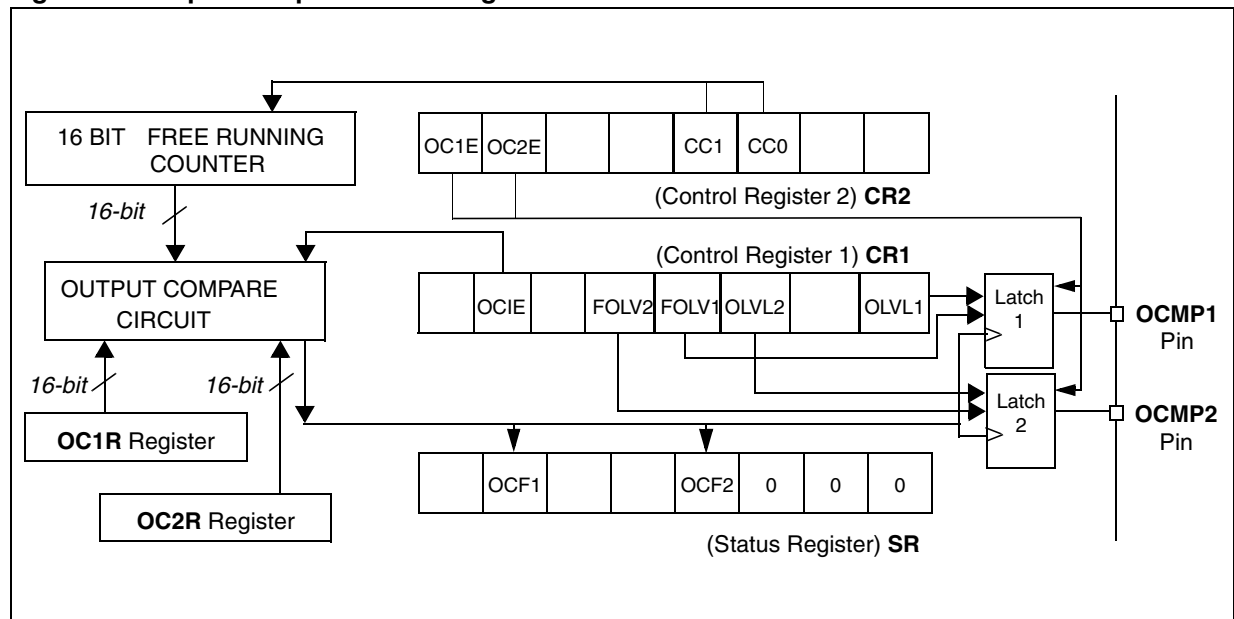 16 BIT FREE RUNNING
COUNTER
OC1E OC2E CC1 CC0
(Control Register 2) CR2
16-bit
(Control Register 1) CR1
OUTPUT COMPARE
CIRCUIT
OCIE FOLV2 FOLV1 OLVL2 OLVL1
Latch
1
OCMP1
Pin
16-bit
16-bit
Latch
2
OCMP2
Pin
OC1R Register
OCF1 OCF2 0 0 0
OC2R Register
(Status Register) SR